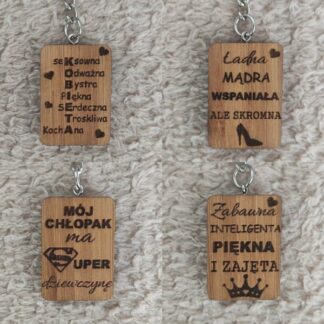 seKsowna
Odważna
Bystra
pIękna
sErdeczna
Troskliwa
KochAna
Ładna
MĄDRA
WSPANIAŁA
ALE SKROMNA
MÓJ
CHŁOPAK
ma
SUPER
dziewczynę
Zabawna
INTELIGENTA
PIĘKNA
I ZAJĘTA